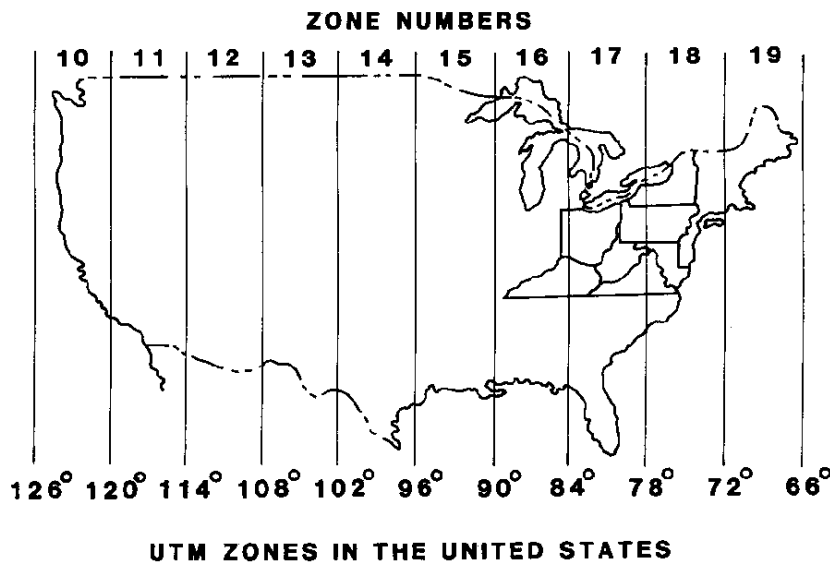 ZONE NUMBERS
10 11 12 13 14 15 16 17 18 19
126° 120° 114° 108° 102° 96° 90° 84° 78° 72° 66°
UTM ZONES IN THE UNITED STATES